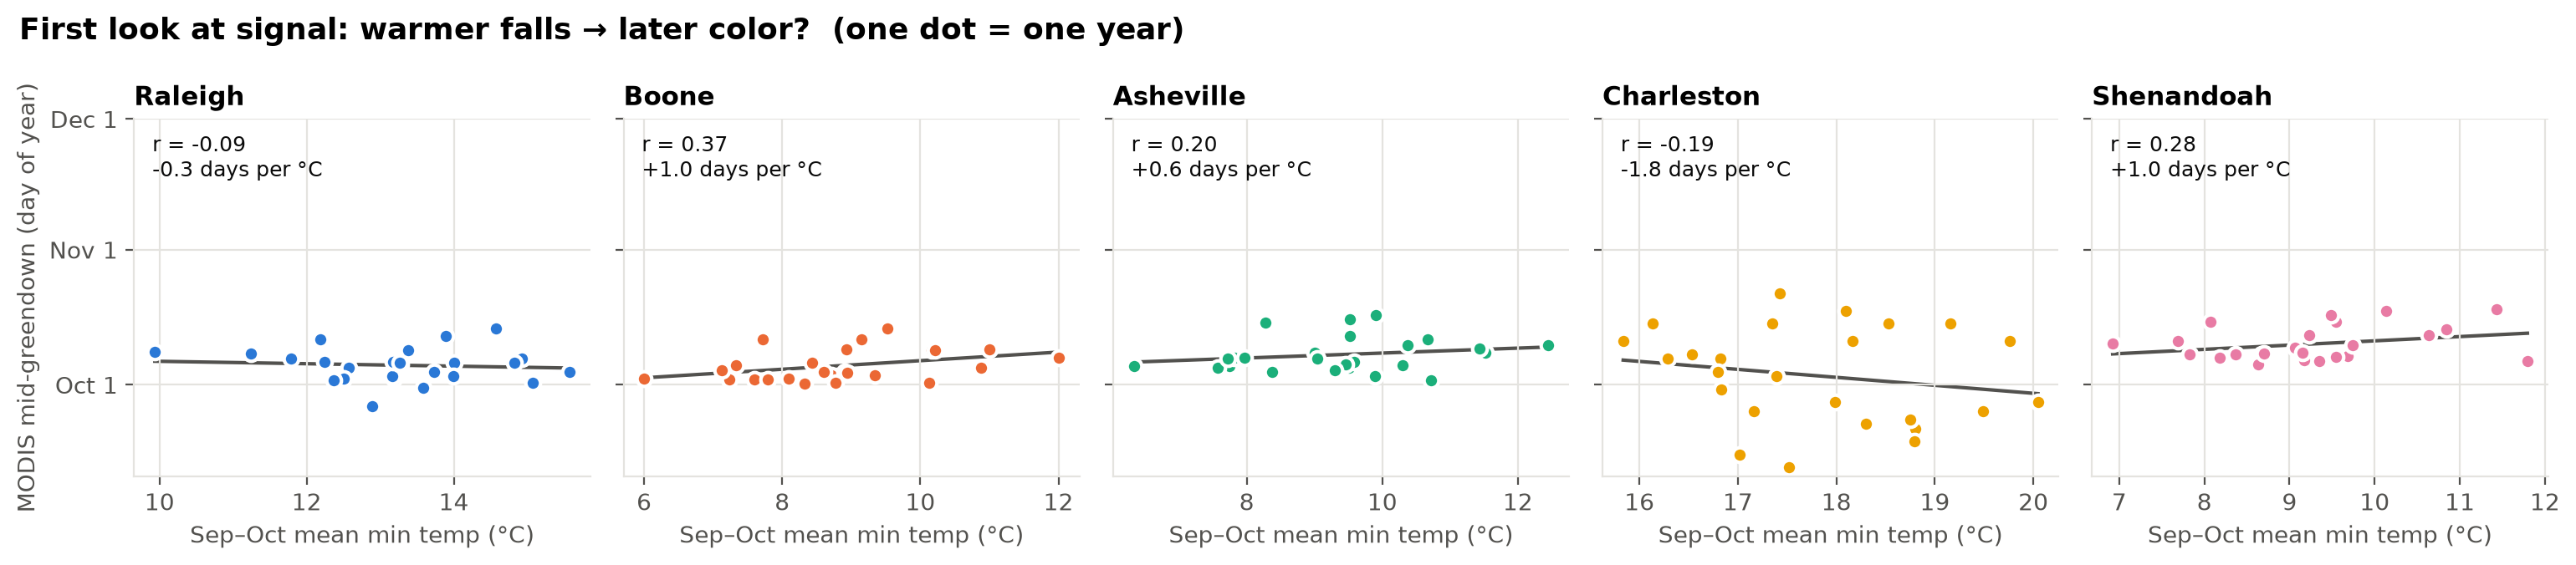 First look at signal: warmer falls → later color?  (one dot = one year)
MODIS mid-greendown (day of year)
Dec 1
Nov 1
Oct 1
Raleigh
r = -0.09
-0.3 days per °C
10 12 14
Sep–Oct mean min temp (°C)
Boone
r = 0.37
+1.0 days per °C
6 8 10 12
Sep–Oct mean min temp (°C)
Asheville
r = 0.20
+0.6 days per °C
8 10 12
Sep–Oct mean min temp (°C)
Charleston
r = -0.19
-1.8 days per °C
16 17 18 19 20
Sep–Oct mean min temp (°C)
Shenandoah
r = 0.28
+1.0 days per °C
7 8 9 10 11 12
Sep–Oct mean min temp (°C)